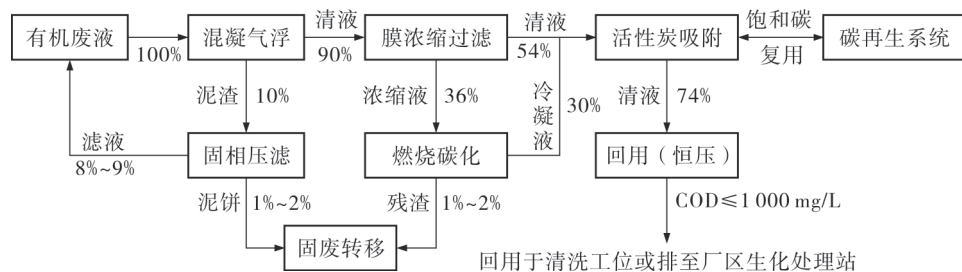 有机废液
100%
混凝气浮
清液
90%
膜浓缩过滤
清液
54%
活性炭吸附
饱和碳
复用
碳再生系统
泥渣 10%
浓缩液 36%
冷凝液
30%
清液 74%
滤液
8%~9%
固相压滤
燃烧碳化
回用(恒压)
泥饼 1%~2%
残渣 1%~2%
COD≤1 000 mg/L
固废转移
回用于清洗工位或排至厂区生化处理站